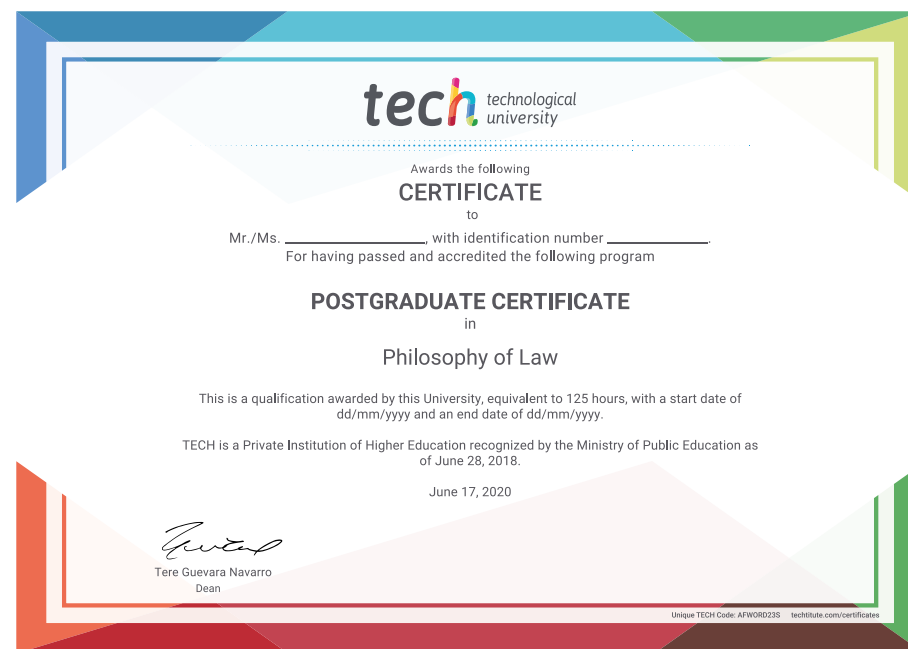 tech technological
university
Awards the following
CERTIFICATE
to
Mr./Ms. ____________________, with identification number ______________.
For having passed and accredited the following program
POSTGRADUATE CERTIFICATE
in
Philosophy of Law
This is a qualification awarded by this University, equivalent to 125 hours, with a start date of
dd/mm/yyyy and an end date of dd/mm/yyyy.
TECH is a Private Institution of Higher Education recognized by the Ministry of Public Education as
of June 28, 2018.
June 17, 2020
Tere Guevara Navarro
Dean
Unique TECH Code: AFWORD23S techtitute.com/certificates